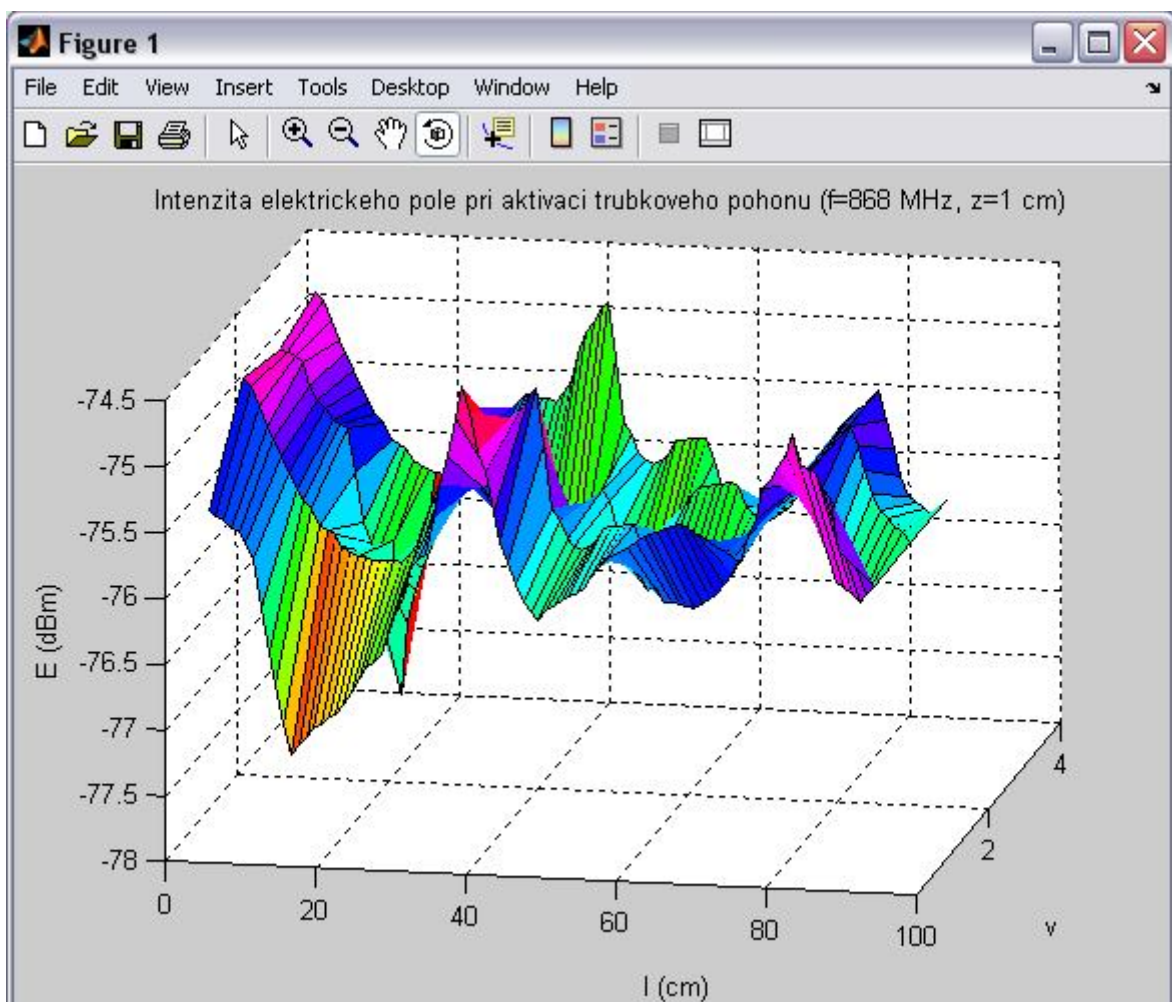 Figure 1
File Edit View Insert Tools Desktop Window Help
Intenzita elektrickeho pole pri aktivaci trubkoveho pohonu (f=868 MHz, z=1 cm)
-74.5
-75
-75.5
-76
-76.5
-77
-77.5
-78
E (dBm)
0
20
40
60
80
100
l (cm)
2
4
v